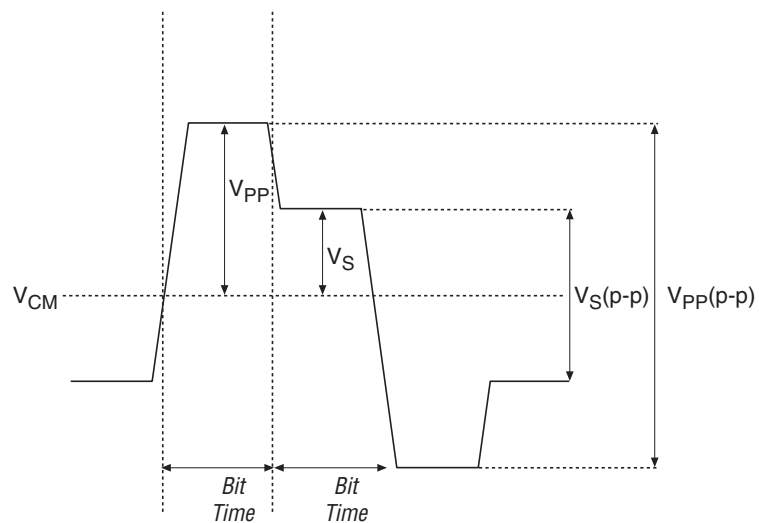 V_PP
V_S
V_CM
V_S(p-p)
V_PP(p-p)
Bit
Time
Bit
Time